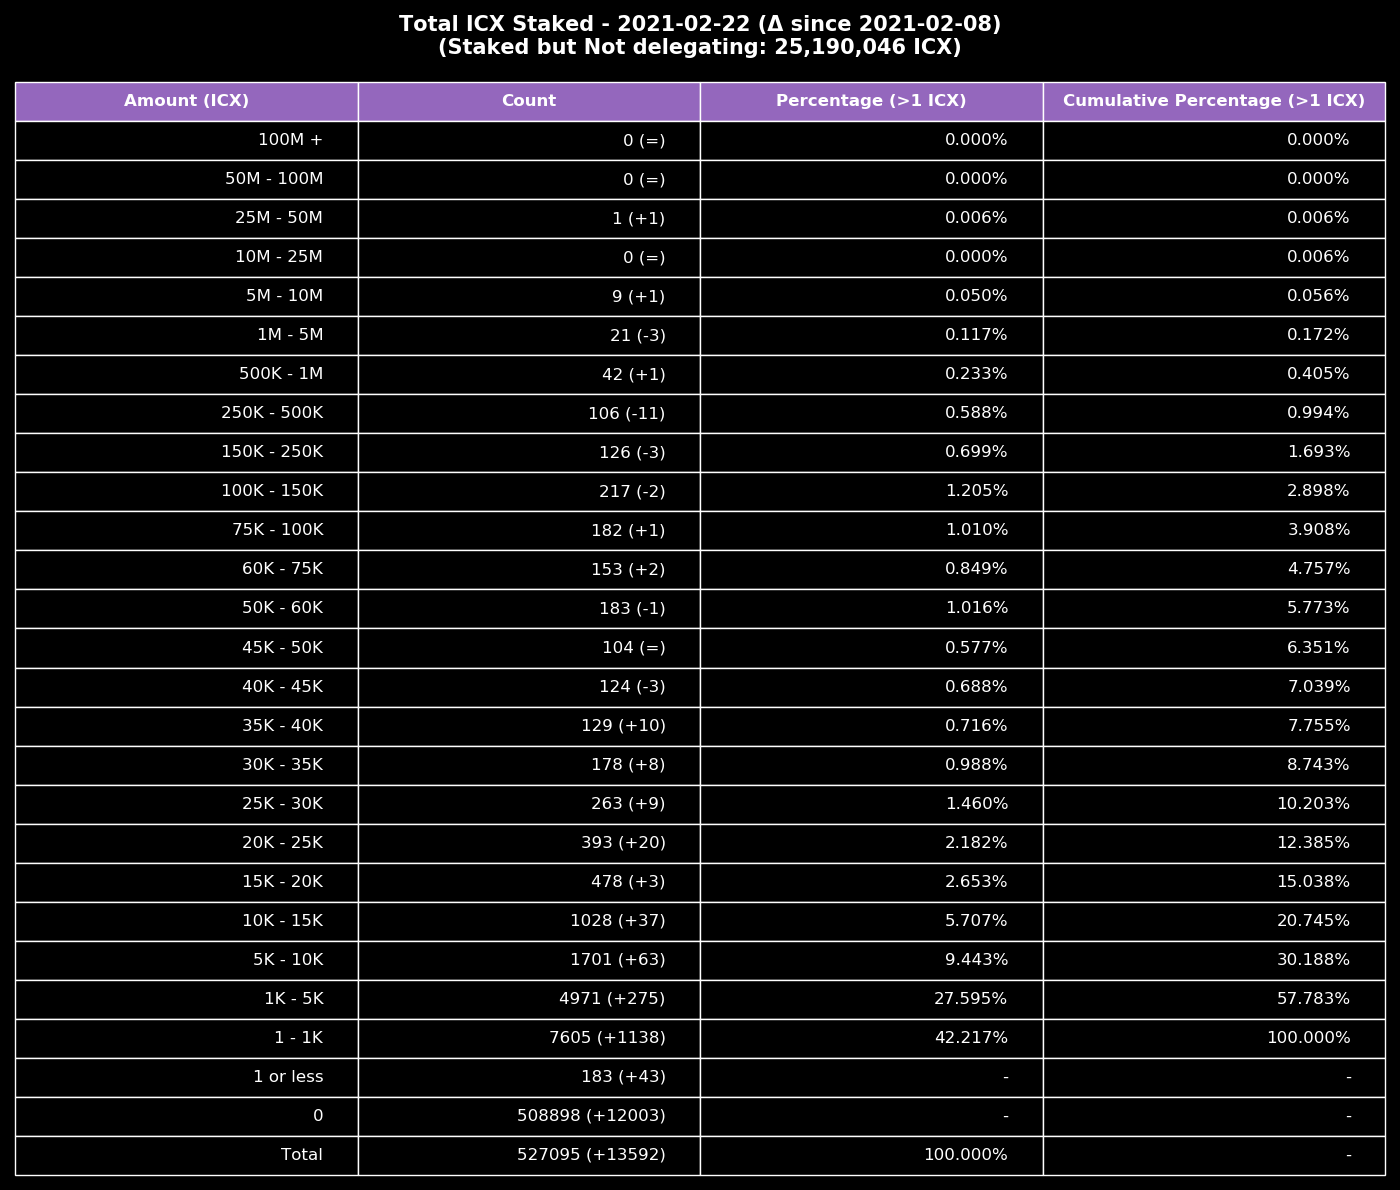 Total ICX Staked - 2021-02-22 (Δ since 2021-02-08)
(Staked but Not delegating: 25,190,046 ICX)
Amount (ICX) Count Percentage (>1 ICX) Cumulative Percentage (>1 ICX)
100M + 0 (=) 0.000% 0.000%
50M - 100M 0 (=) 0.000% 0.000%
25M - 50M 1 (+1) 0.006% 0.006%
10M - 25M 0 (=) 0.000% 0.006%
5M - 10M 9 (+1) 0.050% 0.056%
1M - 5M 21 (-3) 0.117% 0.172%
500K - 1M 42 (+1) 0.233% 0.405%
250K - 500K 106 (-11) 0.588% 0.994%
150K - 250K 126 (-3) 0.699% 1.693%
100K - 150K 217 (-2) 1.205% 2.898%
75K - 100K 182 (+1) 1.010% 3.908%
60K - 75K 153 (+2) 0.849% 4.757%
50K - 60K 183 (-1) 1.016% 5.773%
45K - 50K 104 (=) 0.577% 6.351%
40K - 45K 124 (-3) 0.688% 7.039%
35K - 40K 129 (+10) 0.716% 7.755%
30K - 35K 178 (+8) 0.988% 8.743%
25K - 30K 263 (+9) 1.460% 10.203%
20K - 25K 393 (+20) 2.182% 12.385%
15K - 20K 478 (+3) 2.653% 15.038%
10K - 15K 1028 (+37) 5.707% 20.745%
5K - 10K 1701 (+63) 9.443% 30.188%
1K - 5K 4971 (+275) 27.595% 57.783%
1 - 1K 7605 (+1138) 42.217% 100.000%
1 or less 183 (+43) - -
0 508898 (+12003) - -
Total 527095 (+13592) 100.000% -